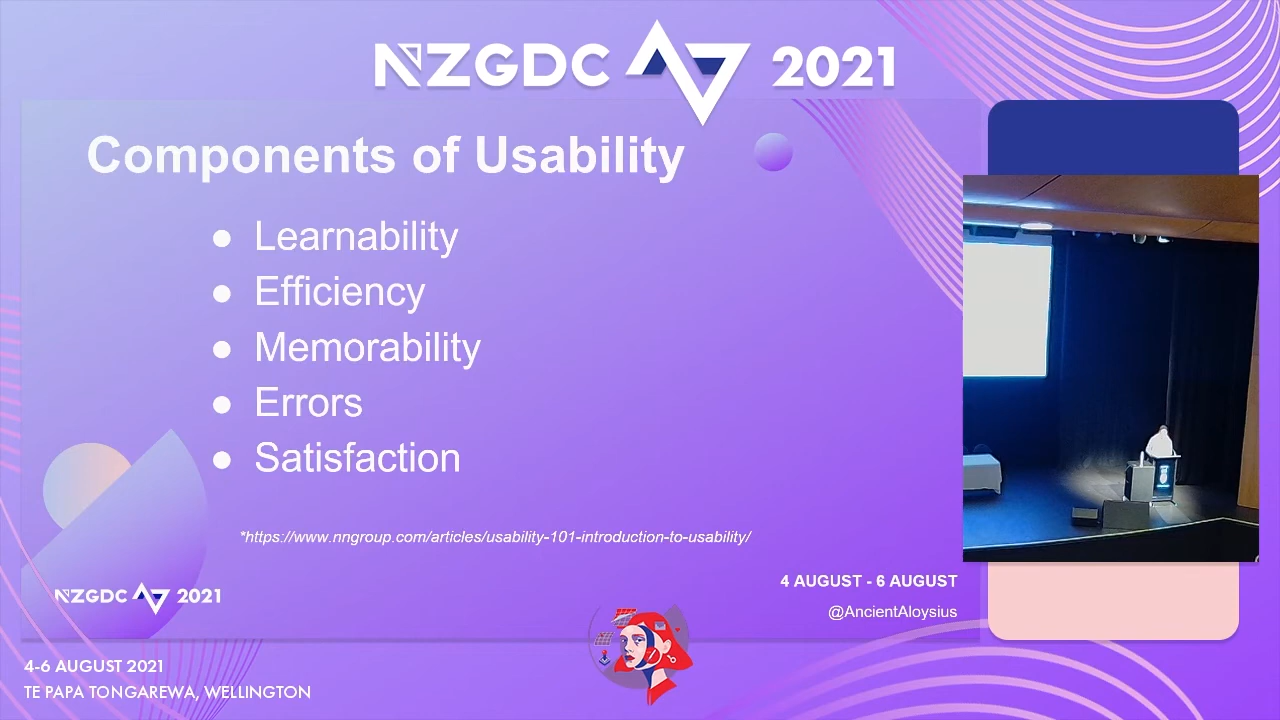 NZGDC 2021
Components of Usability
● Learnability
● Efficiency
● Memorability
● Errors
● Satisfaction
*https://www.nngroup.com/articles/usability-101-introduction-to-usability/
NZGDC 2021
4 AUGUST - 6 AUGUST
@AncientAloysius
4-6 AUGUST 2021
TE PAPA TONGAREWA, WELLINGTON